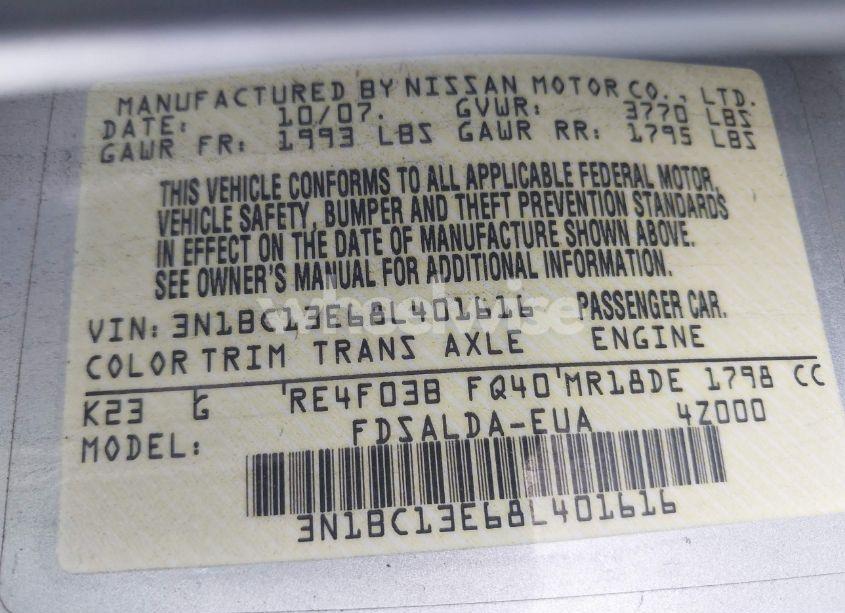 MANUFACTURED BY NISSAN MOTOR CO., LTD.
DATE: 10/07. GVWR: 3770 LBS
GAWR FR: 1993 LBS GAWR RR: 1795 LBS
THIS VEHICLE CONFORMS TO ALL APPLICABLE FEDERAL MOTOR
VEHICLE SAFETY, BUMPER AND THEFT PREVENTION STANDARDS
IN EFFECT ON THE DATE OF MANUFACTURE SHOWN ABOVE.
SEE OWNER'S MANUAL FOR ADDITIONAL INFORMATION.
wheelwise
VIN: 3N1BC13E68L401616 PASSENGER CAR.
COLOR TRIM TRANS AXLE ENGINE
K23 G RE4F03B FQ40 MR18DE 1798 CC
MODEL: FDSALDA-EUA 4Z000
3N1BC13E68L401616